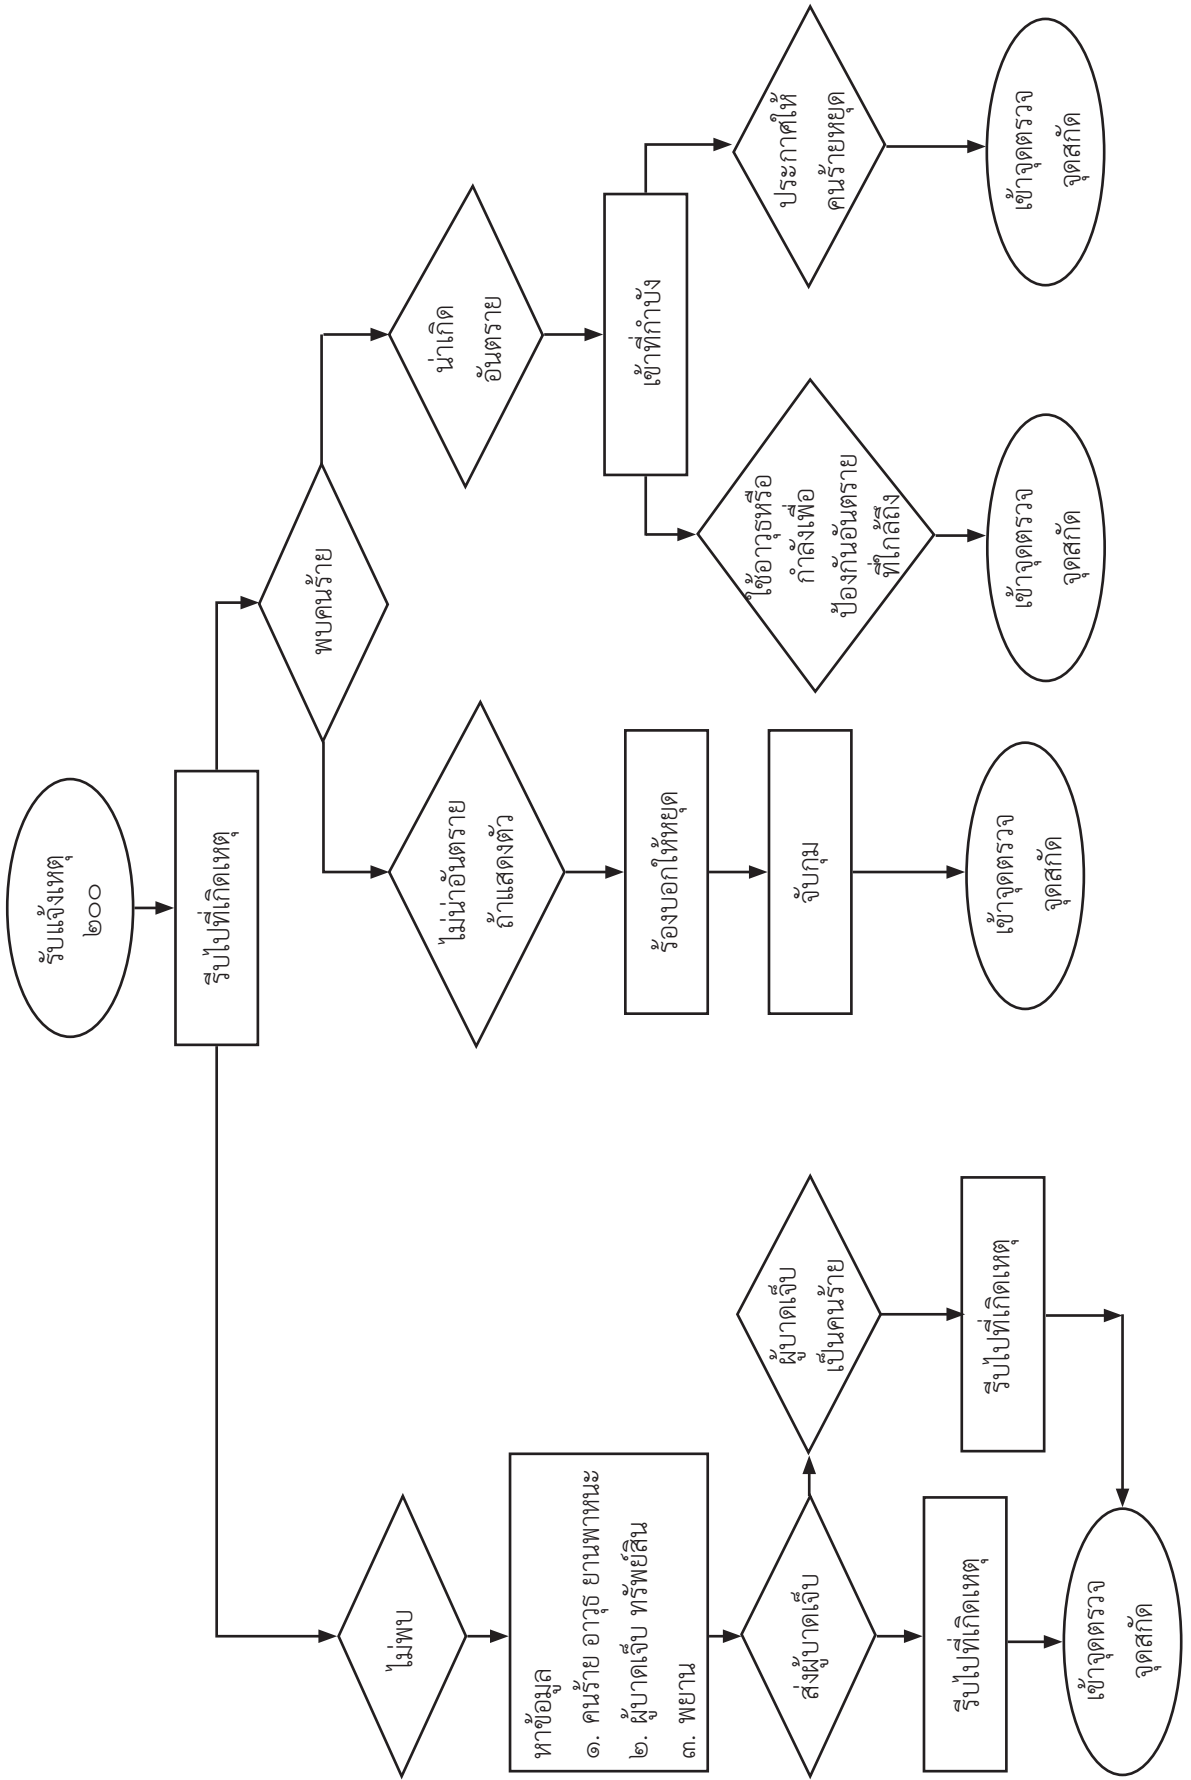 รับแจ้งเหตุ
๒๐๐
รีบไปที่เกิดเหตุ
ไม่พบ
พบคนร้าย
หาข้อมูล
๑. คนร้าย อาวุธ ยานพาหนะ
๒. ผู้บาดเจ็บ ทรัพย์สิน
๓. พยาน
ไม่น่าอันตราย
ถ้าแสดงตัว
น่าเกิด
อันตราย
ส่งผู้บาดเจ็บ
ผู้บาดเจ็บ
เป็นคนร้าย
ร้องบอกให้หยุด
จับกุม
เข้าที่กำบัง
ใช้อาวุธหรือ
กำลังเพื่อ
ป้องกันอันตราย
ที่ใกล้ถึง
ประกาศให้
คนร้ายหยุด
รีบไปที่เกิดเหตุ
รีบไปที่เกิดเหตุ
เข้าจุดตรวจ
จุดสกัด
เข้าจุดตรวจ
จุดสกัด
เข้าจุดตรวจ
จุดสกัด
เข้าจุดตรวจ
จุดสกัด